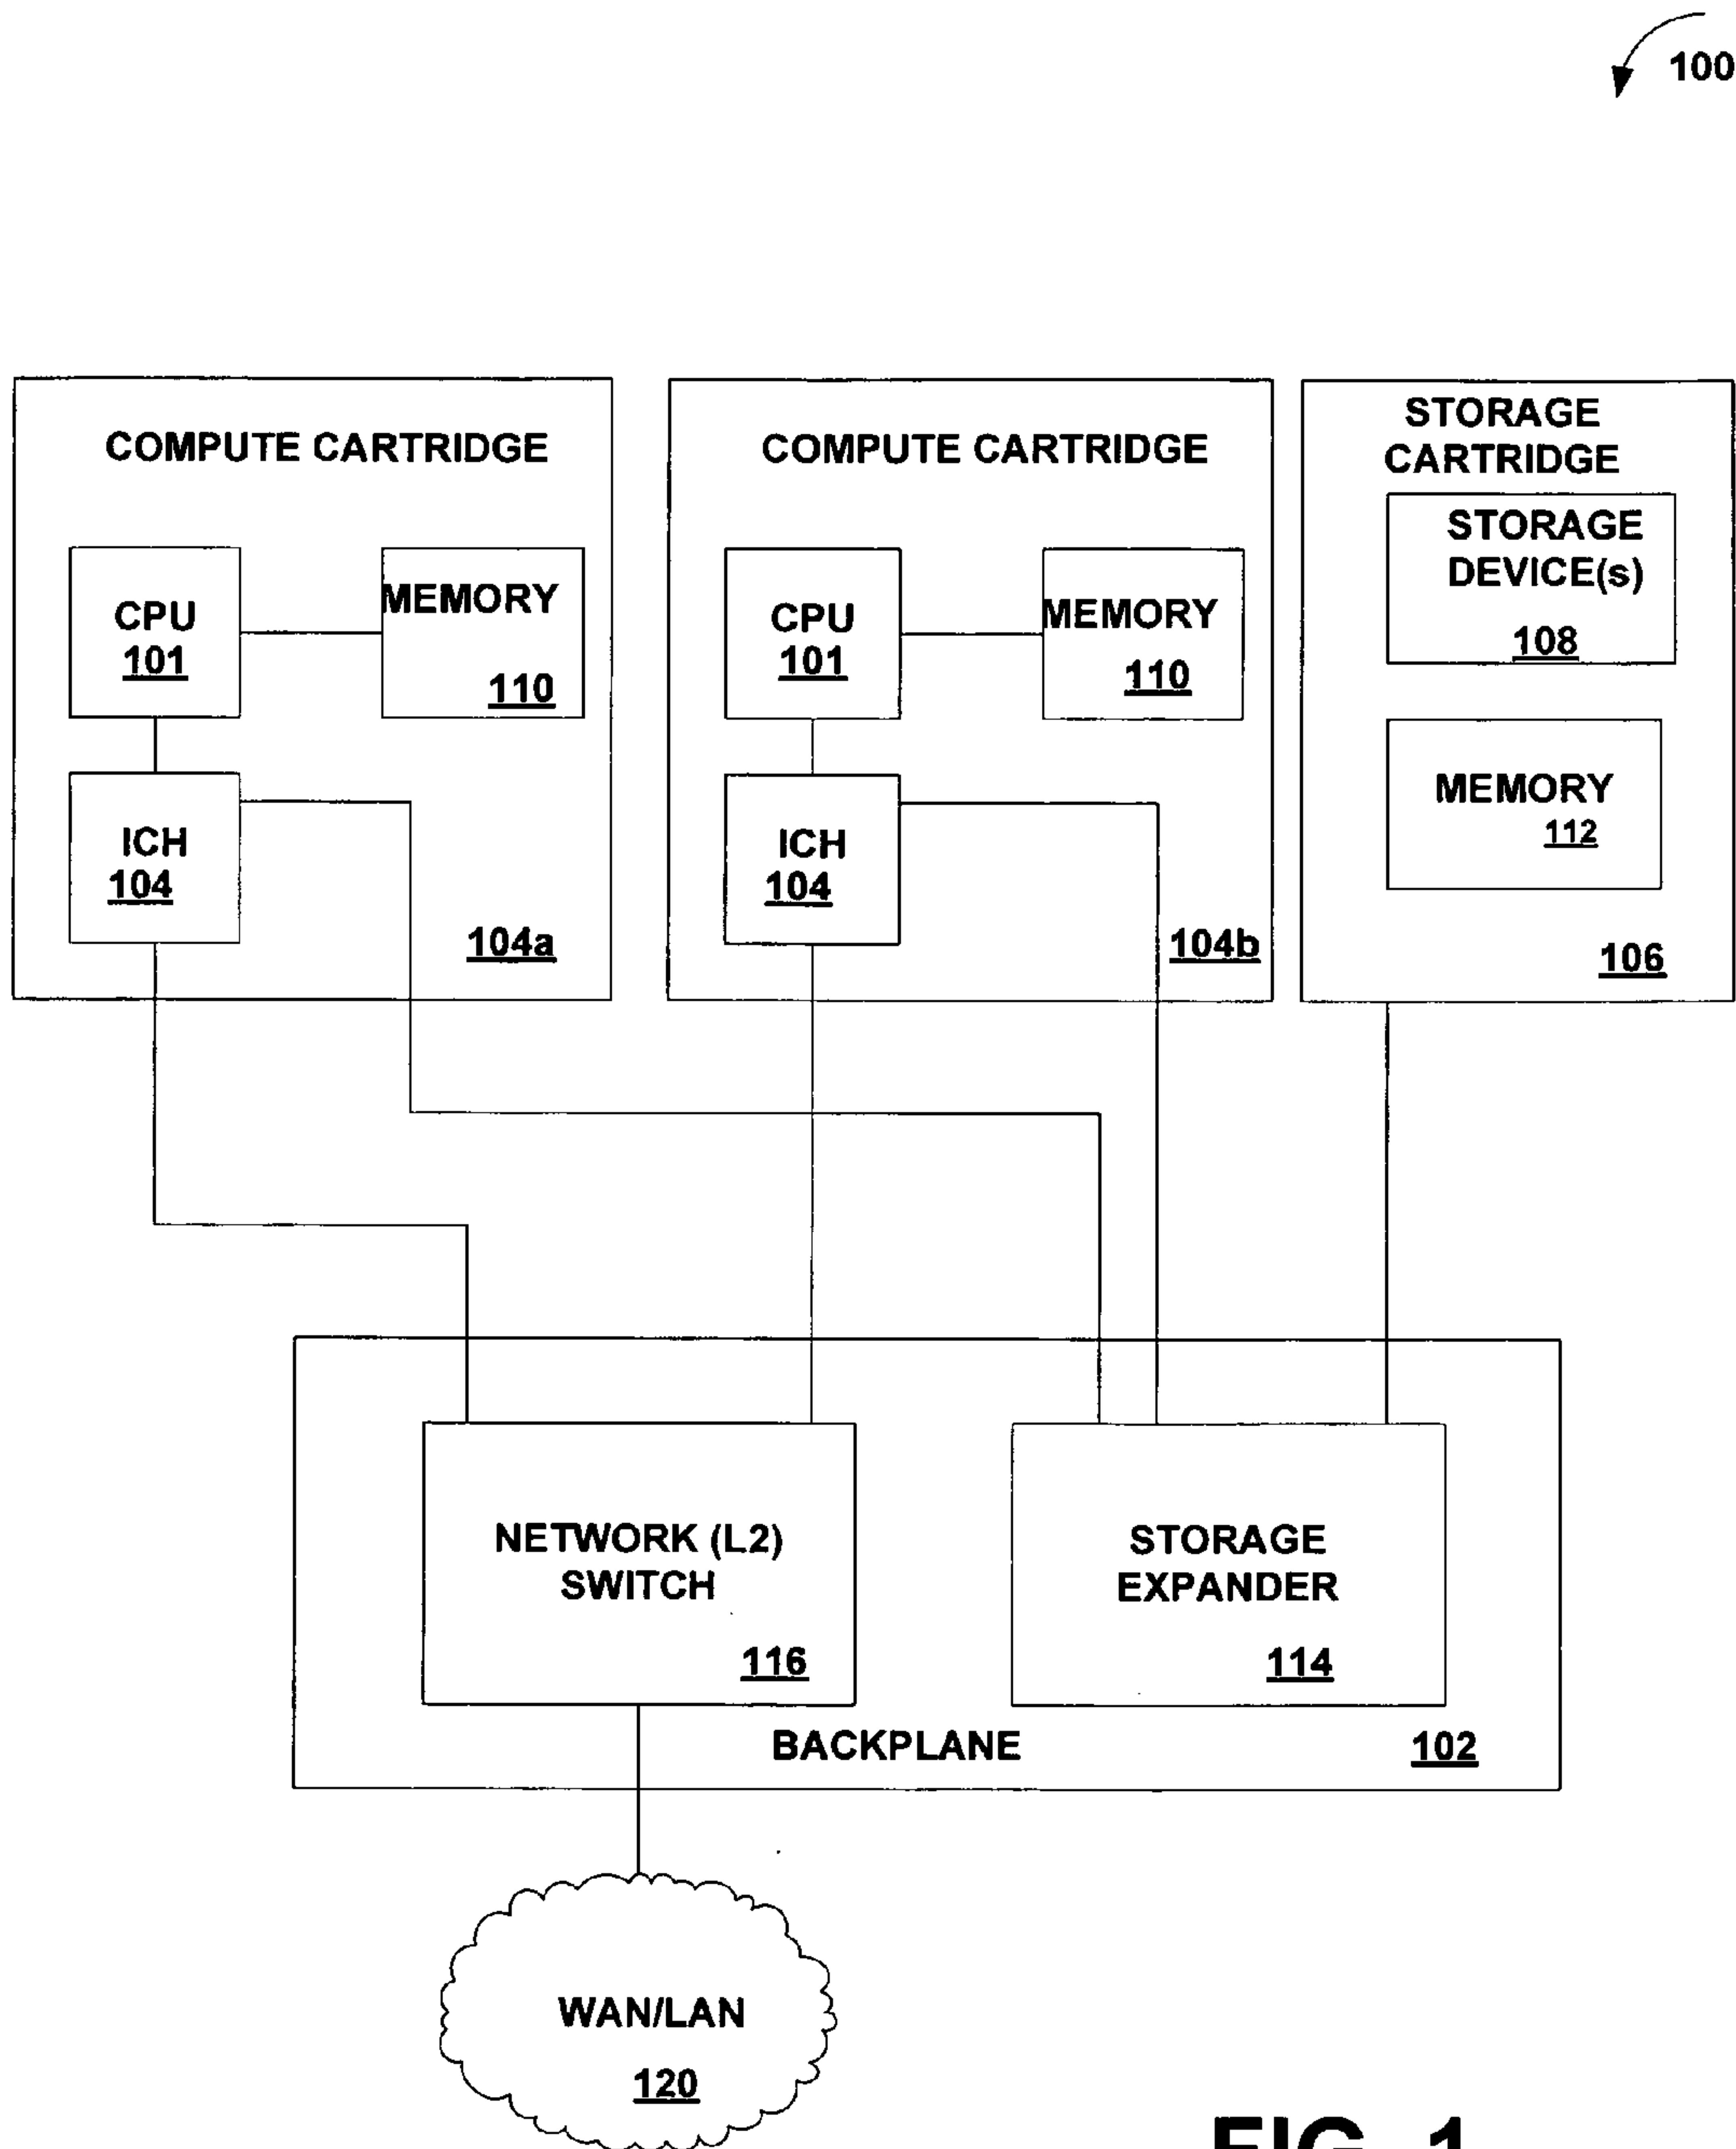 100
COMPUTE CARTRIDGE
CPU
101
MEMORY
110
ICH
104
104a
COMPUTE CARTRIDGE
CPU
101
MEMORY
110
ICH
104
104b
STORAGE
CARTRIDGE
STORAGE
DEVICE(s)
108
MEMORY
112
106
NETWORK (L2)
SWITCH
116
STORAGE
EXPANDER
114
BACKPLANE
102
WAN/LAN
120
FIG. 1